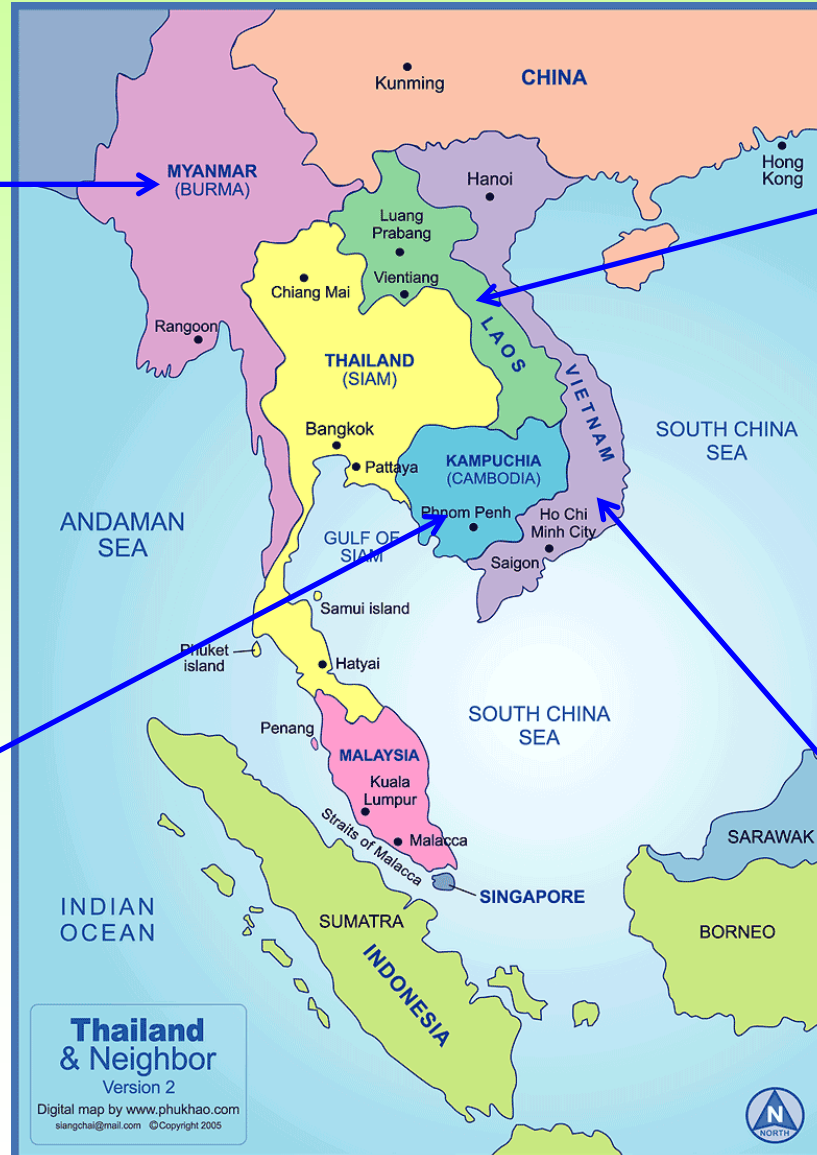 CHINA
Kunming
Hong
Kong
MYANMAR
(BURMA)
Hanoi
Luang
Prabang
Vientiang
Chiang Mai
Rangoon
LAOS
THAILAND
(SIAM)
VIETNAM
Bangkok
Pattaya
KAMPUCHIA
(CAMBODIA)
SOUTH CHINA
SEA
Phnom Penh
Ho Chi
Minh City
Saigon
ANDAMAN
SEA
GULF OF
SIAM
Samui island
Phuket
island
Hatyai
SOUTH CHINA
SEA
Penang
MALAYSIA
Kuala
Lumpur
Malacca
Straits of Malacca
SARAWAK
SINGAPORE
INDIAN
OCEAN
SUMATRA
BORNEO
INDONESIA
Thailand
& Neighbor
Version 2
Digital map by www.phukhao.com
siangchai@mail.com ©Copyright 2005
N
NORTH